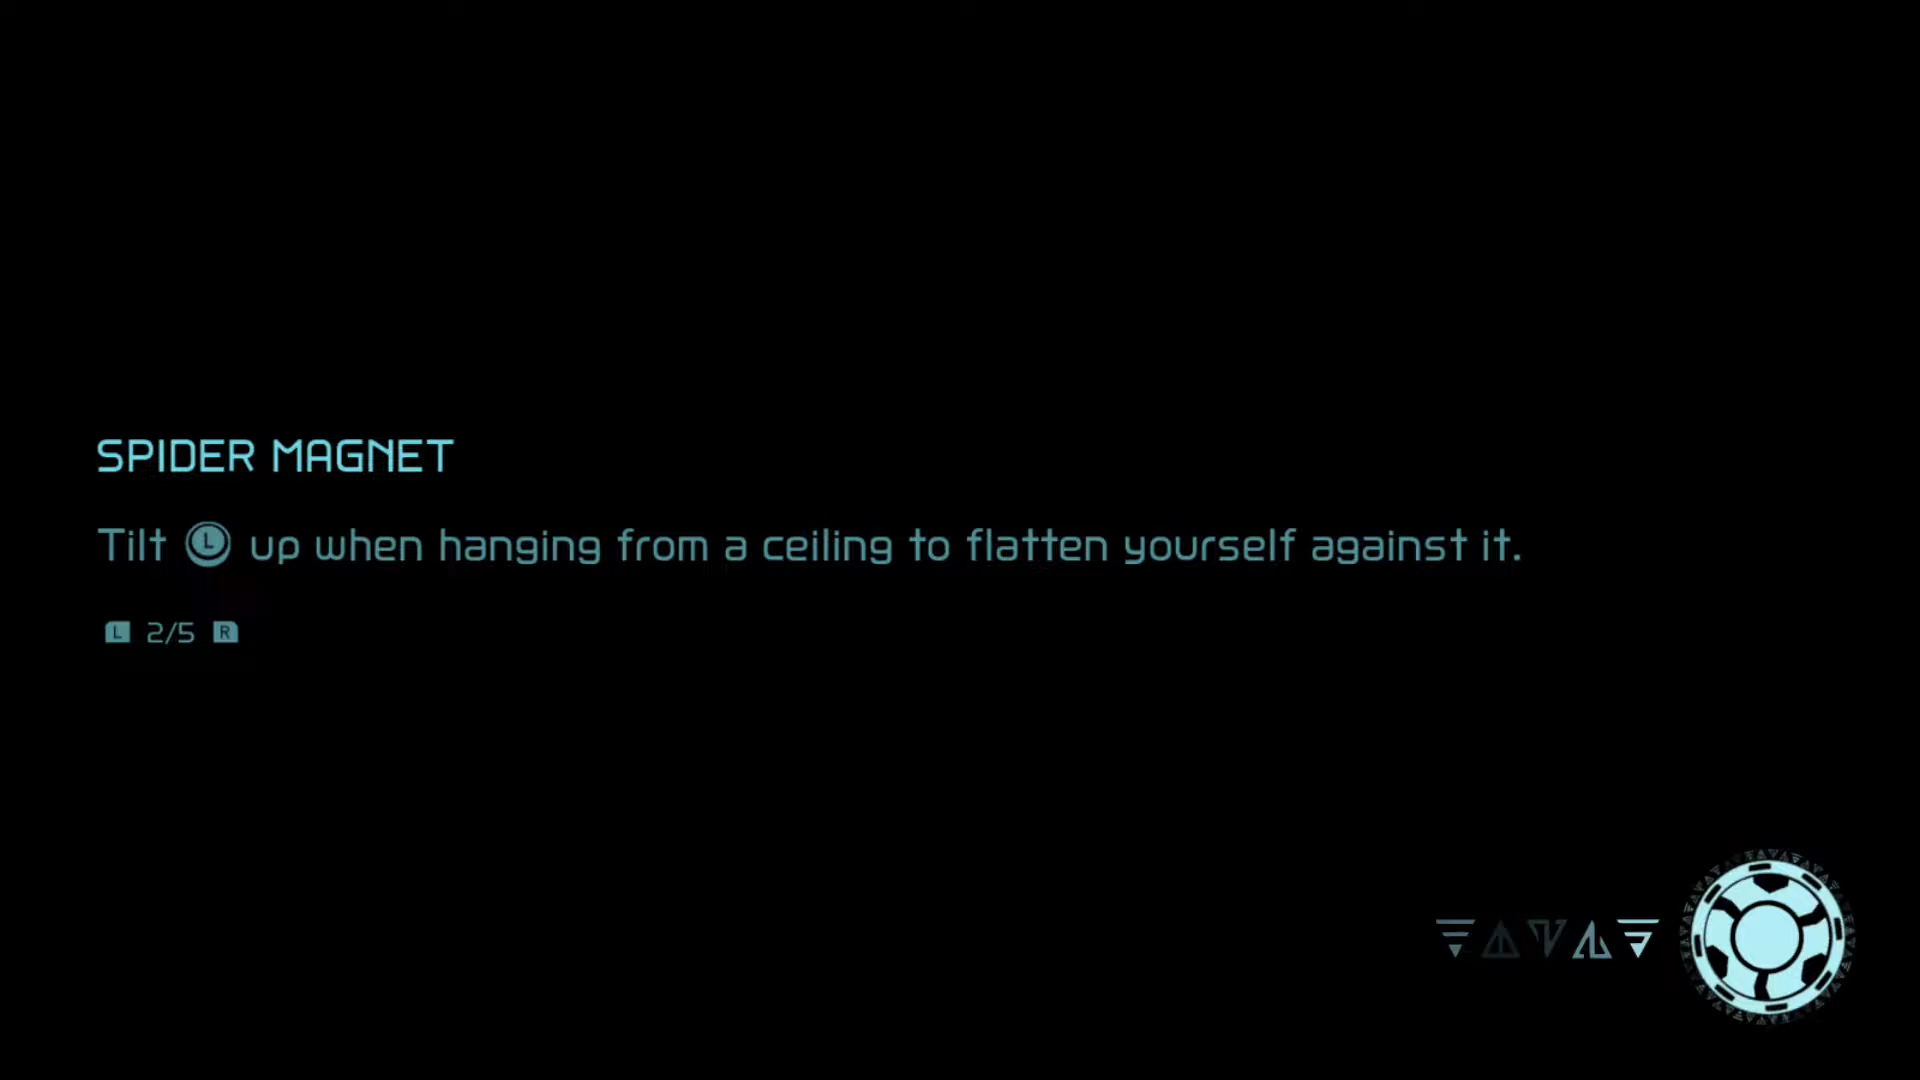 SPIDER MAGNET
Tilt L up when hanging from a ceiling to flatten yourself against it.
L 2/5 R